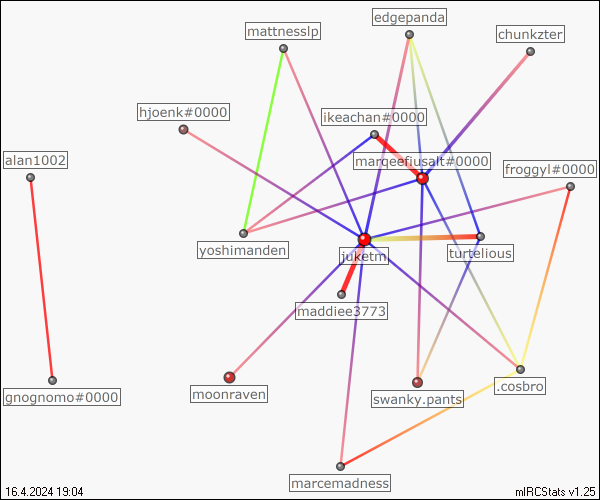 edgepanda
mattnesslp
chunkzter
hjoenk#0000
ikeachan#0000
alan1002
marqeefiusalt#0000
froggyl#0000
yoshimanden
juketm
turtelious
maddiee3773
moonraven
.cosbro
gnognomo#0000
swanky.pants
marcemadness
16.4.2024 19:04
mIRCStats v1.25